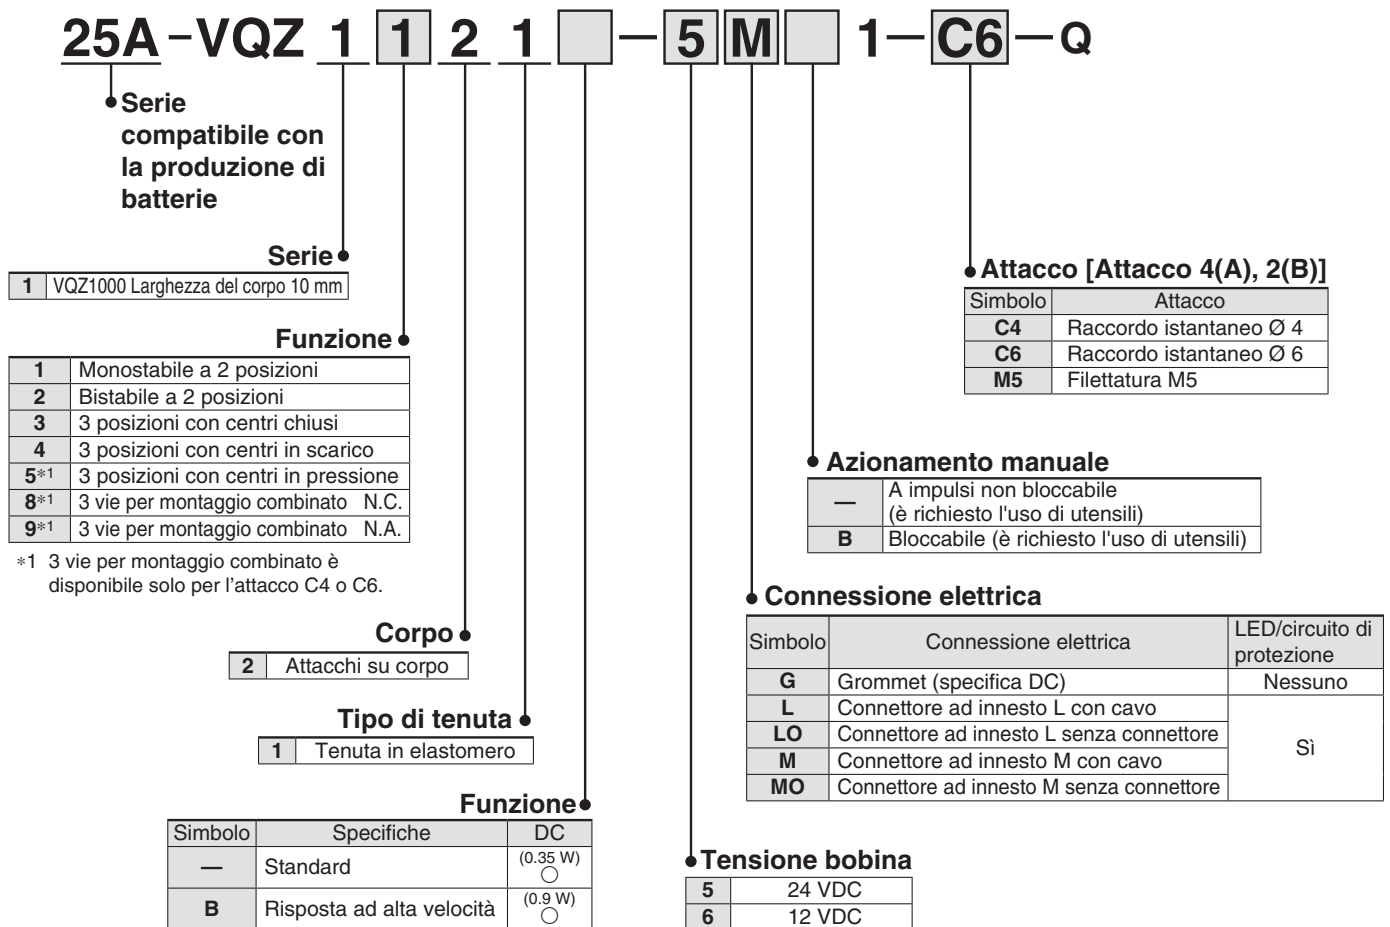 25A-VQZ 1 1 2 1 — 5 M 1 — C6 — Q
Serie
compatibile con
la produzione di
batterie
Serie
1 VQZ1000 Larghezza del corpo 10 mm
Funzione
1 Monostabile a 2 posizioni
2 Bistabile a 2 posizioni
3 3 posizioni con centri chiusi
4 3 posizioni con centri in scarico
5*1 3 posizioni con centri in pressione
8*1 3 vie per montaggio combinato N.C.
9*1 3 vie per montaggio combinato N.A.
*1 3 vie per montaggio combinato è
disponibile solo per l’attacco C4 o C6.
Corpo
2 Attacchi su corpo
Tipo di tenuta
1 Tenuta in elastomero
Funzione
Simbolo Specifiche DC
— Standard (0.35 W) ○
B Risposta ad alta velocità (0.9 W) ○
Attacco [Attacco 4(A), 2(B)]
Simbolo Attacco
C4 Raccordo istantaneo Ø 4
C6 Raccordo istantaneo Ø 6
M5 Filettatura M5
Azionamento manuale
— A impulsi non bloccabile
(è richiesto l'uso di utensili)
B Bloccabile (è richiesto l'uso di utensili)
Connessione elettrica
Simbolo Connessione elettrica LED/circuito di
protezione
G Grommet (specifica DC) Nessuno
L Connettore ad innesto L con cavo
LO Connettore ad innesto L senza connettore
Sì
M Connettore ad innesto M con cavo
MO Connettore ad innesto M senza connettore
Tensione bobina
5 24 VDC
6 12 VDC